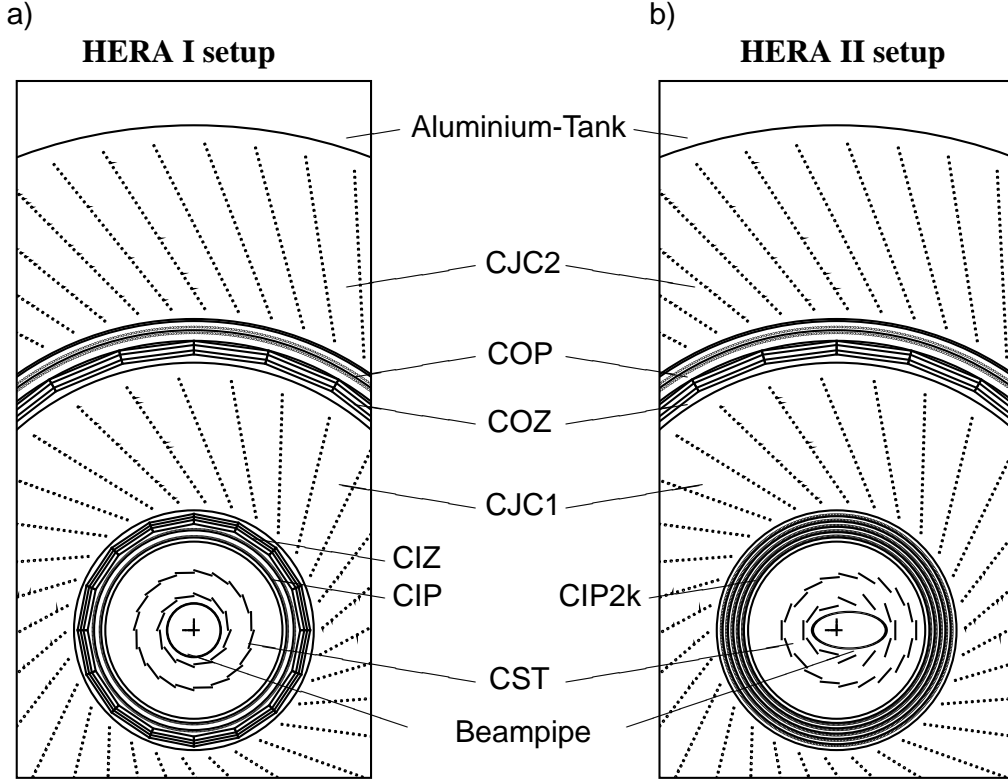 a)
b)
HERA I setup
HERA II setup
Aluminium-Tank
CJC2
COP
COZ
CJC1
CIZ
CIP
CIP2k
CST
Beampipe